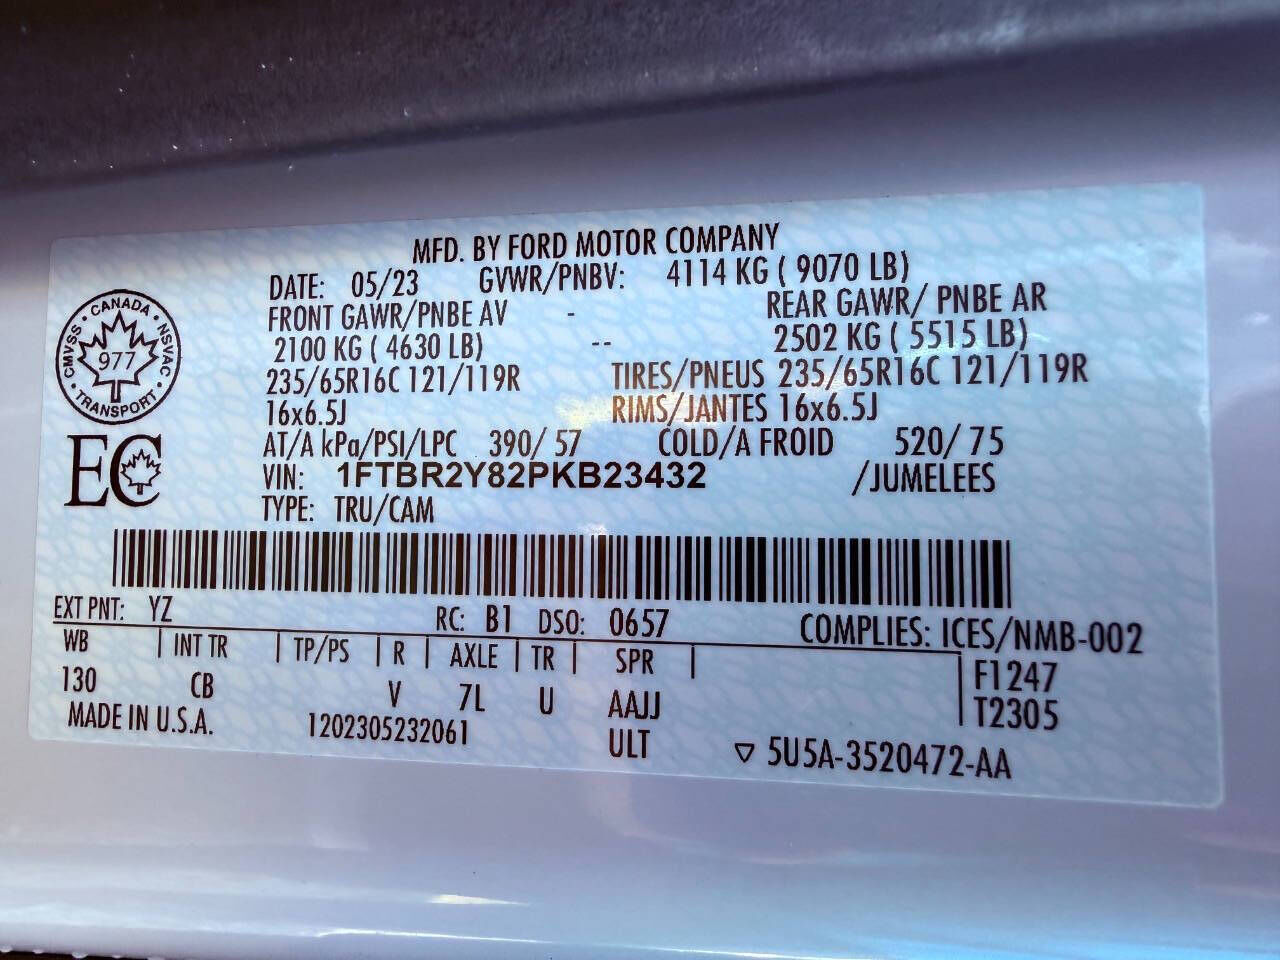 MFD. BY FORD MOTOR COMPANY
DATE: 05/23 GVWR/PNBV: 4114 KG ( 9070 LB)
FRONT GAWR/PNBE AV - REAR GAWR/ PNBE AR
2100 KG ( 4630 LB) -- 2502 KG ( 5515 LB)
235/65R16C 121/119R TIRES/PNEUS 235/65R16C 121/119R
16x6.5J RIMS/JANTES 16x6.5J
AT/A kPa/PSI/LPC 390/ 57 COLD/A FROID 520/ 75
VIN: 1FTBR2Y82PKB23432 /JUMELEES
TYPE: TRU/CAM
CANADA
CMVSS 977 NSVAC
TRANSPORT
EC
EXT PNT: YZ RC: B1 DSO: 0657 COMPLIES: ICES/NMB-002
WB | INT TR | TP/PS | R | AXLE | TR | SPR | F1247
130 CB V 7L U AAJJ T2305
MADE IN U.S.A. 1202305232061 ULT ▽ 5U5A-3520472-AA